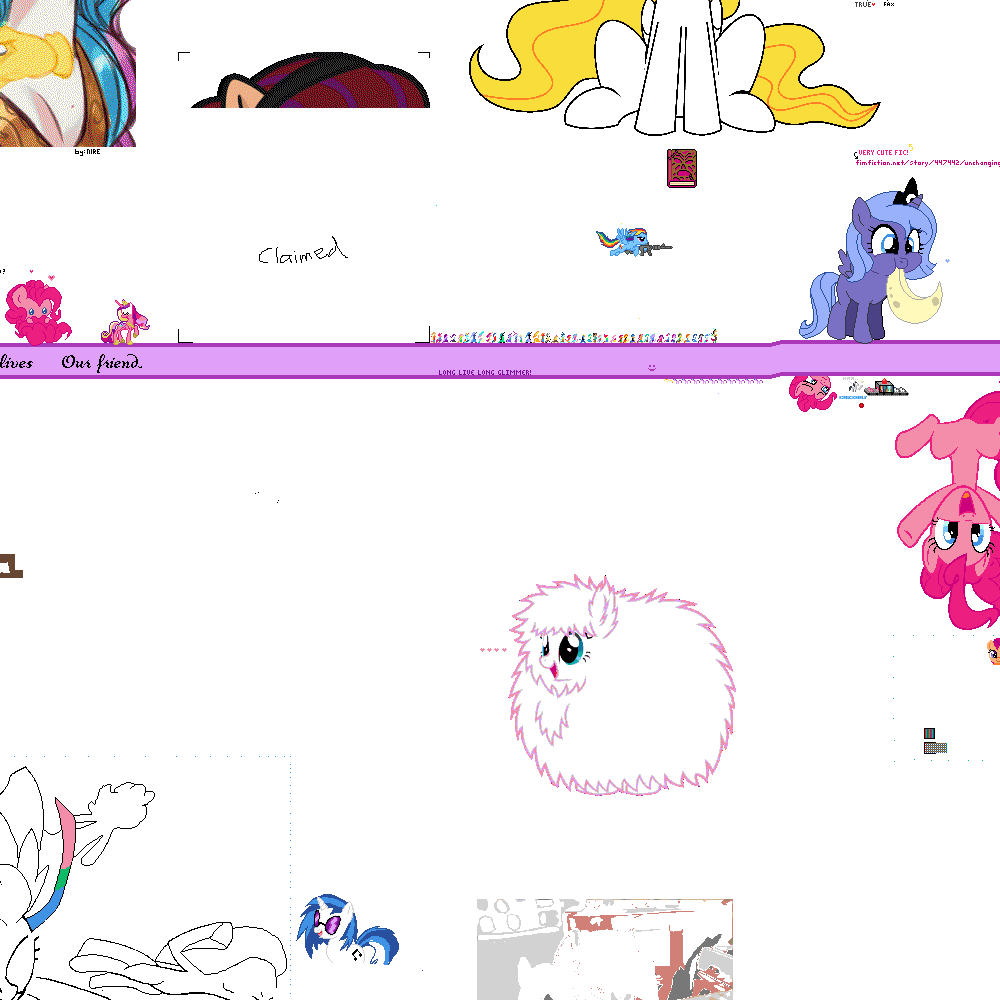 TRUE♥ FAX
by:NIRE
VERY CUTE FIC!
fimfiction.net/story/447442/unchanging
Claimed
lives Our friend.
LONG LIVE LONG GLIMMER!